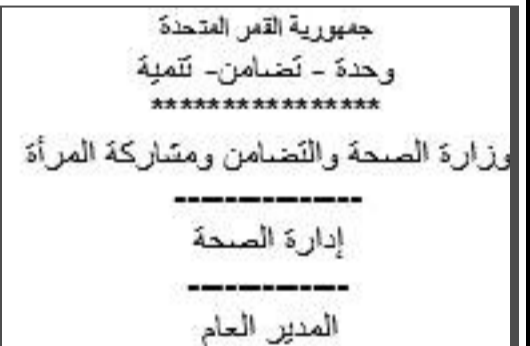 جمهورية القمر المتحدة
وحدة - تضامن- تنمية
*****************
وزارة الصحة والتضامن ومشاركة المرأة
---------------
إدارة الصحة
-------------
المدير العام